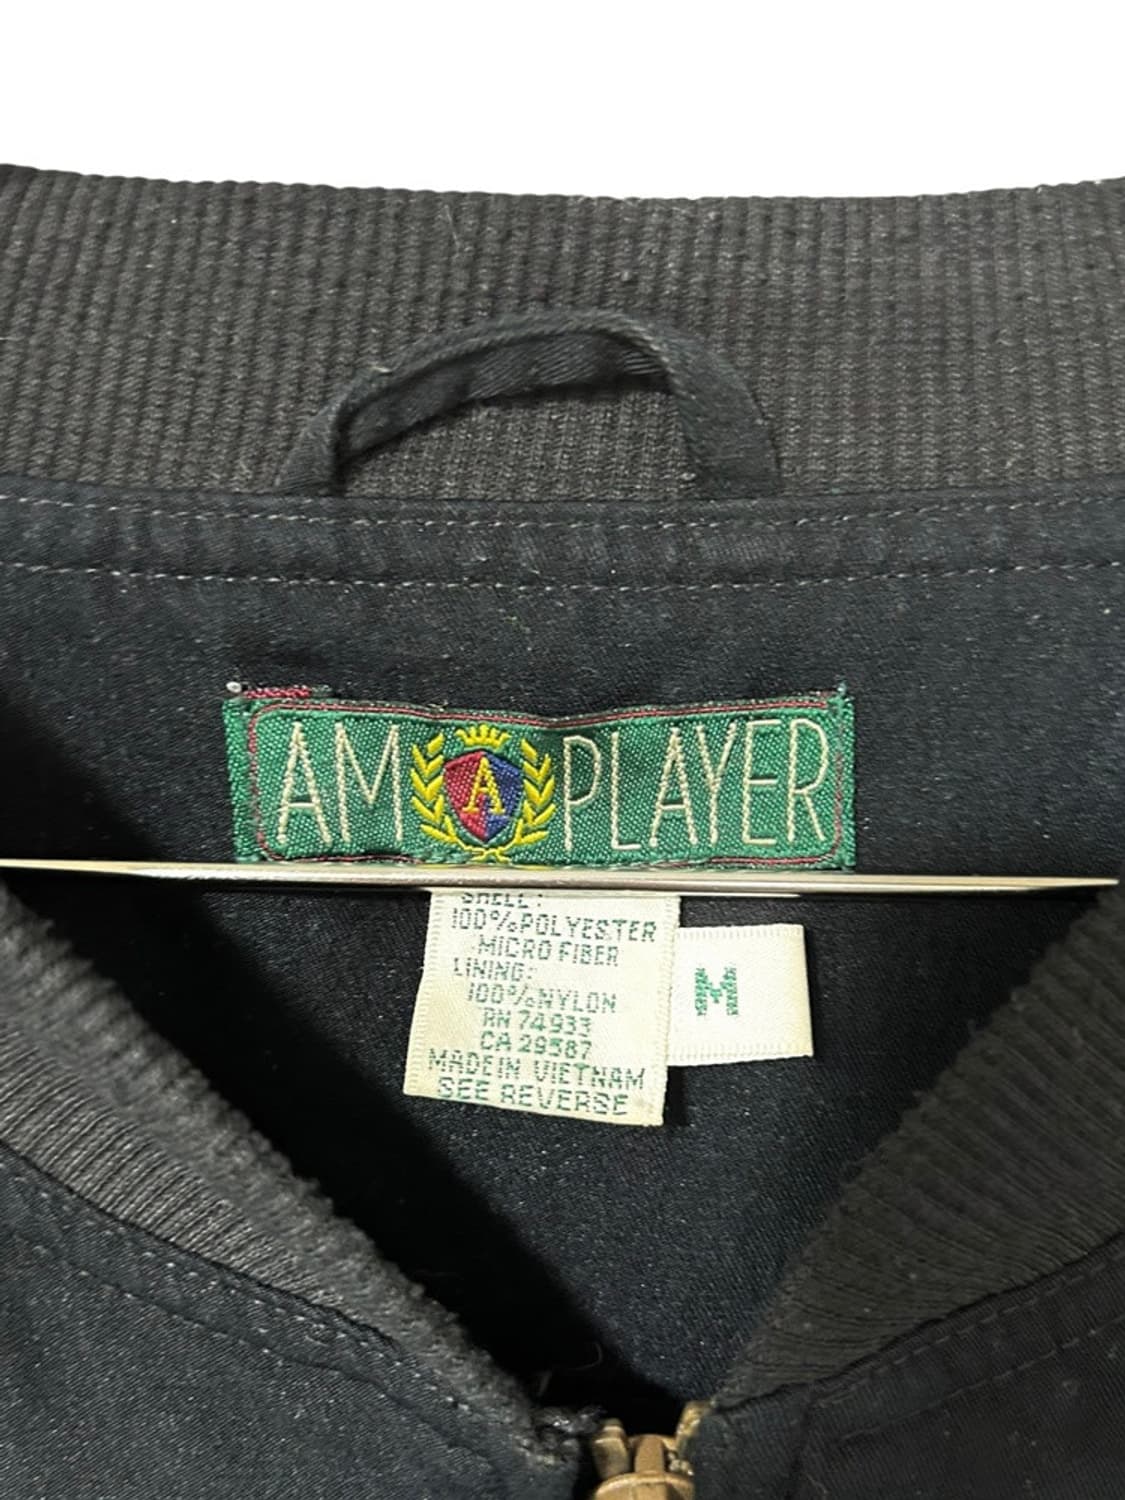 AM A PLAYER
SHELL:
100% POLYESTER
MICRO FIBER
LINING:
100% NYLON
RN 74933
CA 29587
MADE IN VIETNAM
SEE REVERSE
M